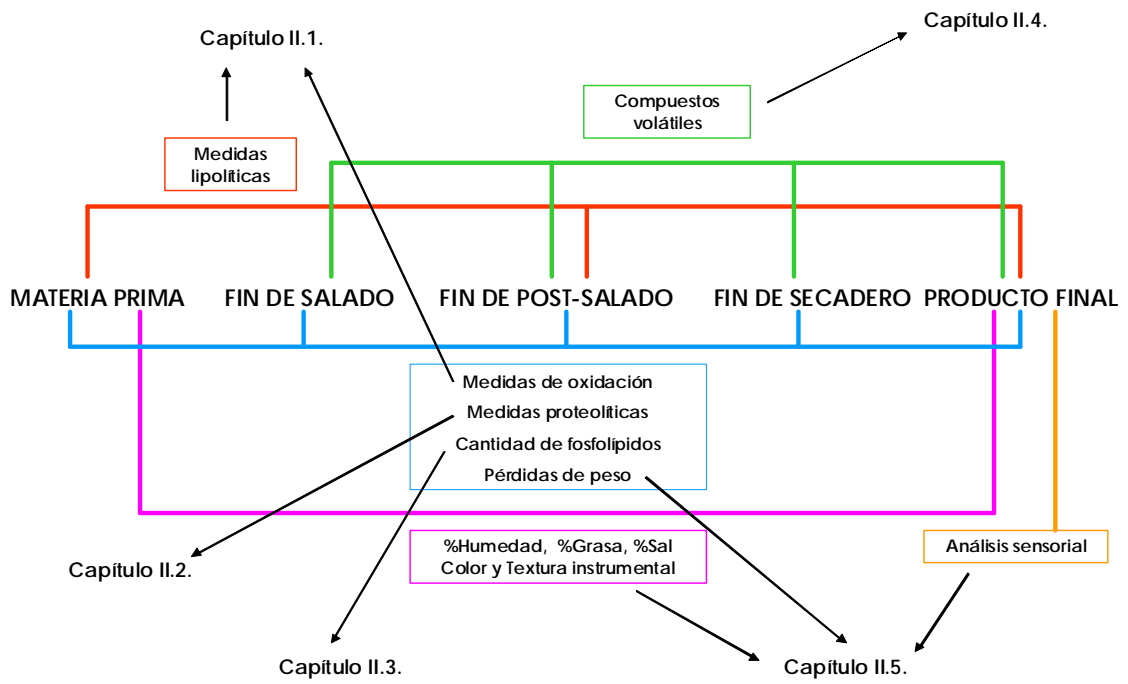 Capítulo II.1.
Capítulo II.4.
Compuestos
volátiles
Medidas
lipolíticas
MATERIA PRIMA
FIN DE SALADO
FIN DE POST-SALADO
FIN DE SECADERO
PRODUCTO FINAL
Medidas de oxidación
Medidas proteolíticas
Cantidad de fosfolípidos
Pérdidas de peso
%Humedad, %Grasa, %Sal
Color y Textura instrumental
Análisis sensorial
Capítulo II.2.
Capítulo II.3.
Capítulo II.5.